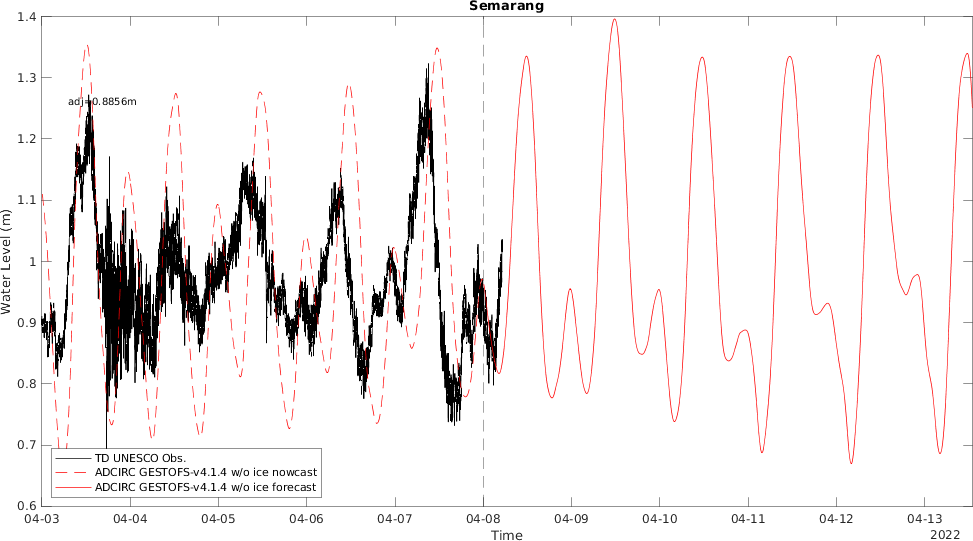 Semarang
1.4
1.3
1.2
1.1
1
0.9
0.8
0.7
0.6
Water Level (m)
adj=0.8856m
TD UNESCO Obs.
ADCIRC GESTOFS-v4.1.4 w/o ice nowcast
ADCIRC GESTOFS-v4.1.4 w/o ice forecast
04-03 04-04 04-05 04-06 04-07 04-08 04-09 04-10 04-11 04-12 04-13
Time
2022